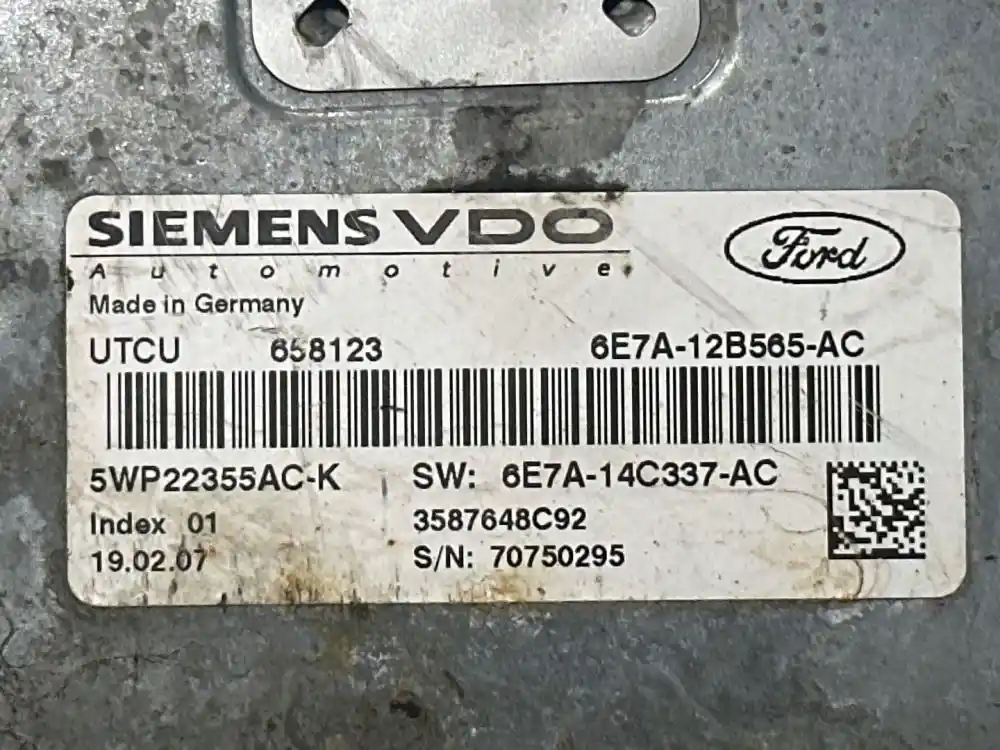 SIEMENS VDO
Automotive
Ford
Made in Germany
UTCU 658123 6E7A-12B565-AC
5WP22355AC-K SW: 6E7A-14C337-AC
Index 01 3587648C92
19.02.07 S/N: 70750295